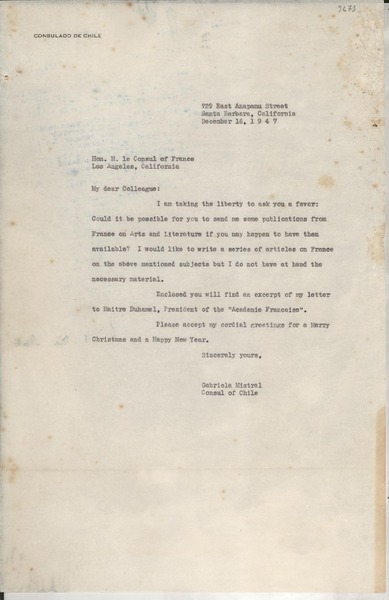 3673
CONSULADO DE CHILE
729 East Anapamu Street
Santa Barbara, California
December 16, 1 9 4 7
Hon. M. le Consul of France
Los Angeles, California
My dear Colleague:
I am taking the liberty to ask you a favor:
Could it be possible for you to send me some publications from
France on Arts and Literature if you may happen to have then
available? I would like to write a series of articles on France
on the above mentioned subjects but I do not have at hand the
necessary material.
Enclosed you will find an excerpt of my letter
to Maitre Duhamel, President of the "Academie Francaise".
Please accept my cordial greetings for a Merry
Christmas and a Happy New Year.
Sincerely yours,
Gabriela Mistral
Consul of Chile